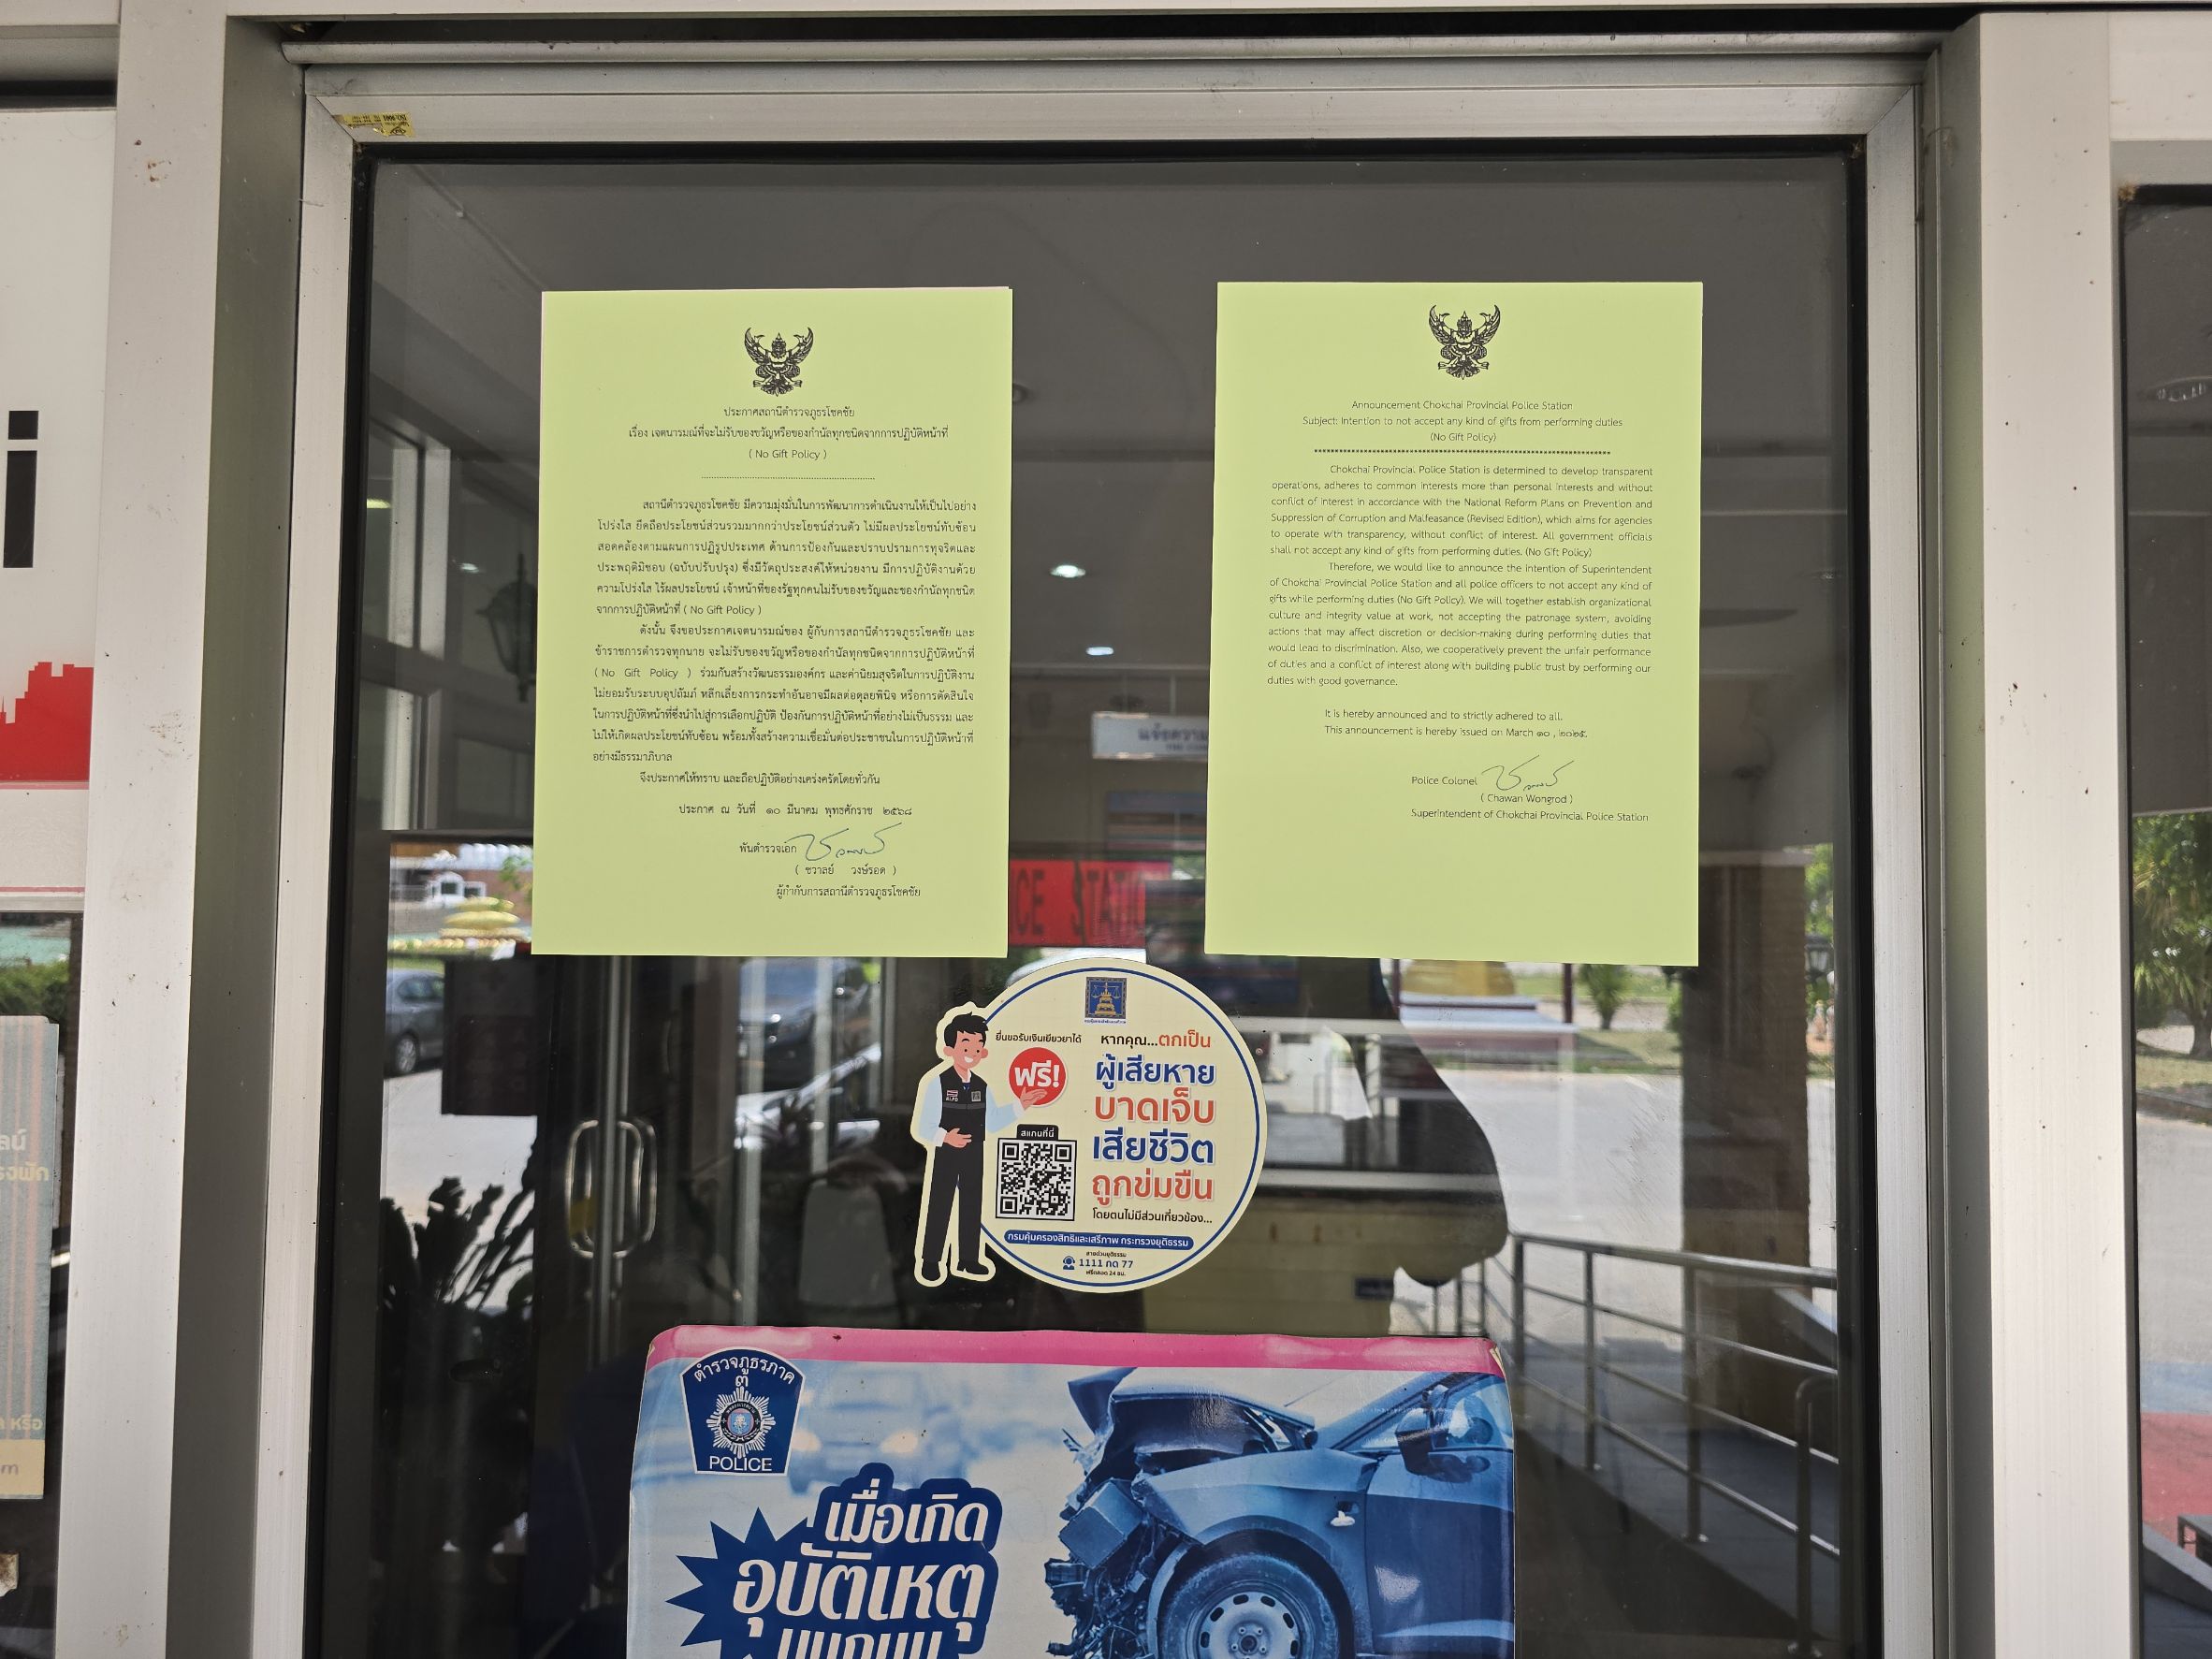 ประกาศสถานีตำรวจภูธรโชคชัย
เรื่อง เจตนารมณ์ที่จะไม่รับของขวัญหรือของกำนัลทุกชนิดจากการปฏิบัติหน้าที่
( No Gift Policy )
สถานีตำรวจภูธรโชคชัย มีความมุ่งมั่นในการพัฒนาการดำเนินงานให้เป็นไปอย่าง
โปร่งใส ยึดถือประโยชน์ส่วนรวมมากกว่าประโยชน์ส่วนตัว ไม่มีผลประโยชน์ทับซ้อน
สอดคล้องตามแผนการปฏิรูปประเทศ ด้านการป้องกันและปราบปรามการทุจริตและ
ประพฤติมิชอบ (ฉบับปรับปรุง) ซึ่งมีวัตถุประสงค์ให้หน่วยงาน มีการปฏิบัติงานด้วย
ความโปร่งใส ไร้ผลประโยชน์ เจ้าหน้าที่ของรัฐทุกคนไม่รับของขวัญและของกำนัลทุกชนิด
จากการปฏิบัติหน้าที่ ( No Gift Policy )
ดังนั้น จึงขอประกาศเจตนารมณ์ของ ผู้กับการสถานีตำรวจภูธรโชคชัย และ
ข้าราชการตำรวจทุกนาย จะไม่รับของขวัญหรือของกำนัลทุกชนิดจากการปฏิบัติหน้าที่
( No Gift Policy ) ร่วมกันสร้างวัฒนธรรมองค์กร และค่านิยมสุจริตในการปฏิบัติงาน
ไม่ยอมรับระบบอุปถัมภ์ หลีกเลี่ยงการกระทำอันอาจมีผลต่อดุลยพินิจ หรือการตัดสินใจ
ในการปฏิบัติหน้าที่ซึ่งนำไปสู่การเลือกปฏิบัติ ป้องกันการปฏิบัติหน้าที่อย่างไม่เป็นธรรม และ
ไม่ให้เกิดผลประโยชน์ทับซ้อน พร้อมทั้งสร้างความเชื่อมั่นต่อประชาชนในการปฏิบัติหน้าที่
อย่างมีธรรมาภิบาล
จึงประกาศให้ทราบ และถือปฏิบัติอย่างเคร่งครัดโดยทั่วกัน
ประกาศ ณ วันที่ ๑๐ มีนาคม พุทธศักราช ๒๕๖๘
พันตำรวจเอก
( ชวาลย์ วงษ์รอด )
ผู้กำกับการสถานีตำรวจภูธรโชคชัย
Announcement Chokchai Provincial Police Station
Subject: Intention to not accept any kind of gifts from performing duties
(No Gift Policy)
Chokchai Provincial Police Station is determined to develop transparent
operations, adheres to common interests more than personal interests and without
conflict of interest in accordance with the National Reform Plans on Prevention and
Suppression of Corruption and Malfeasance (Revised Edition), which aims for agencies
to operate with transparency, without conflict of interest. All government officials
shall not accept any kind of gifts from performing duties. (No Gift Policy)
Therefore, we would like to announce the intention of Superintendent
of Chokchai Provincial Police Station and all police officers to not accept any kind of
gifts while performing duties (No Gift Policy). We will together establish organizational
culture and integrity value at work, not accepting the patronage system, avoiding
actions that may affect discretion or decision-making during performing duties that
would lead to discrimination. Also, we cooperatively prevent the unfair performance
of duties and a conflict of interest along with building public trust by performing our
duties with good governance.
It is hereby announced and to strictly adhered to all.
This announcement is hereby issued on March ๑๐ , ๒๐๒๕.
Police Colonel
( Chawan Wongrod )
Superintendent of Chokchai Provincial Police Station
ยื่นขอรับเงินเยียวยาได้
ฟรี!
สแกนที่นี่
หากคุณ...ตกเป็น
ผู้เสียหาย
บาดเจ็บ
เสียชีวิต
ถูกข่มขืน
โดยตนไม่มีส่วนเกี่ยวข้อง...
กรมคุ้มครองสิทธิและเสรีภาพ กระทรวงยุติธรรม
สายด่วนยุติธรรม
1111 กด 77
ฟรีตลอด 24 ชม.
ตำรวจภูธรภาค
๓
POLICE
เมื่อเกิด
อุบัติเหตุ
หรือ